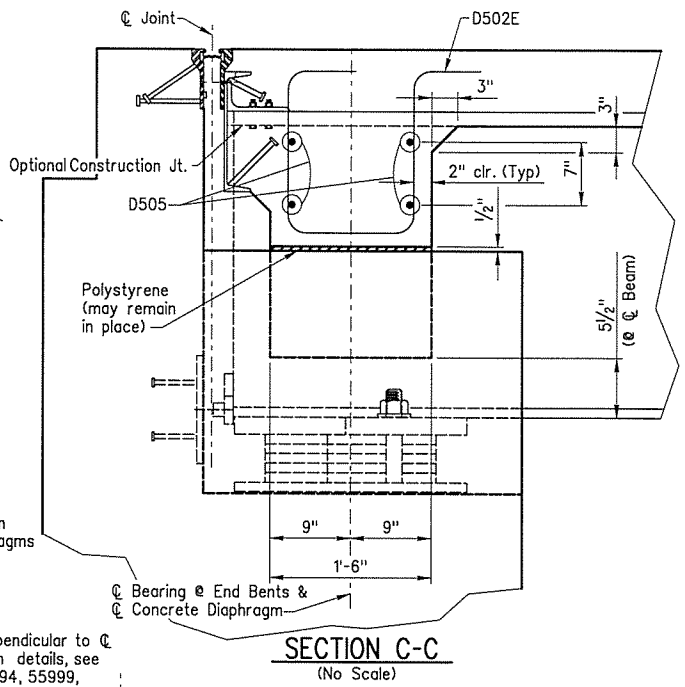 ℄ Joint
D502E
3"
3"
Optional Construction Jt.
2" clr. (Typ)
7"
D505
1/2"
Polystyrene
(may remain
in place)
5 1/2"
(@ ℄ Beam)
9"
9"
1'-6"
agms
℄ Bearing @ End Bents &
℄ Concrete Diaphragm
pendicular to ℄
details, see
94, 55999,
SECTION C-C
(No Scale)